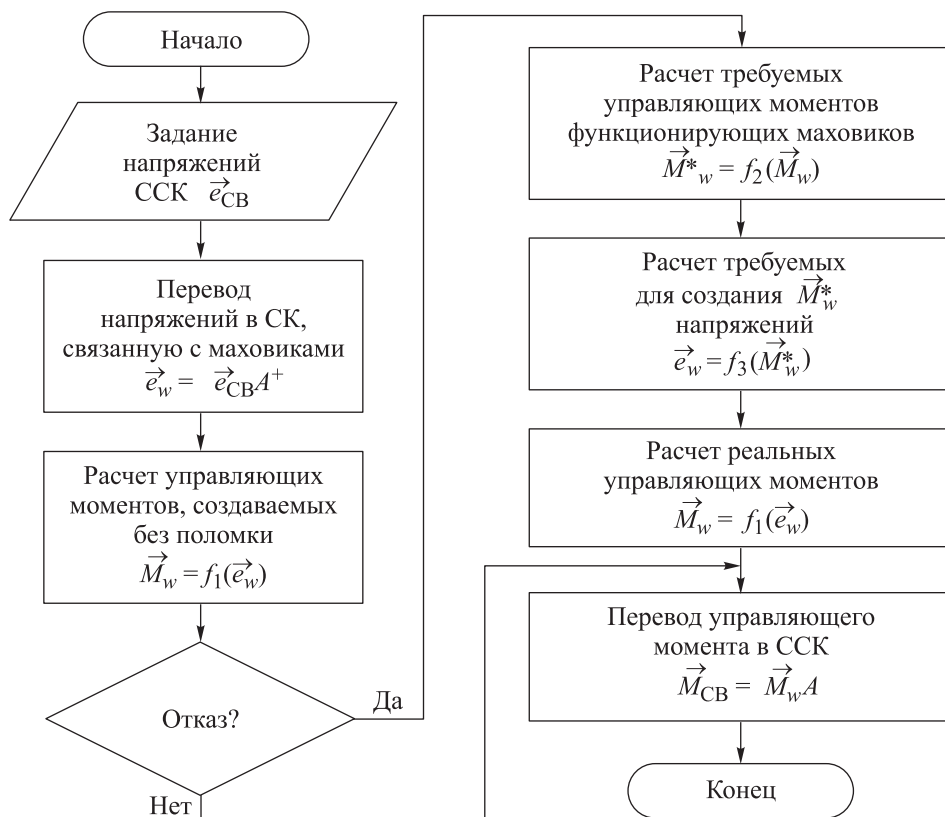 Начало
Задание
напряжений
ССК e⃗СВ
Перевод
напряжений в СК,
связанную с маховиками
e⃗w = e⃗СВA⁺
Расчет управляющих
моментов, создаваемых
без поломки
M⃗w = f1(e⃗w)
Отказ?
Да
Нет
Расчет требуемых
управляющих моментов
функционирующих маховиков
M⃗*w = f2(M⃗w)
Расчет требуемых
для создания M⃗*w
напряжений
e⃗w = f3(M⃗*w)
Расчет реальных
управляющих моментов
M⃗w = f1(e⃗w)
Перевод управляющего
момента в ССК
M⃗СВ = M⃗wA
Конец